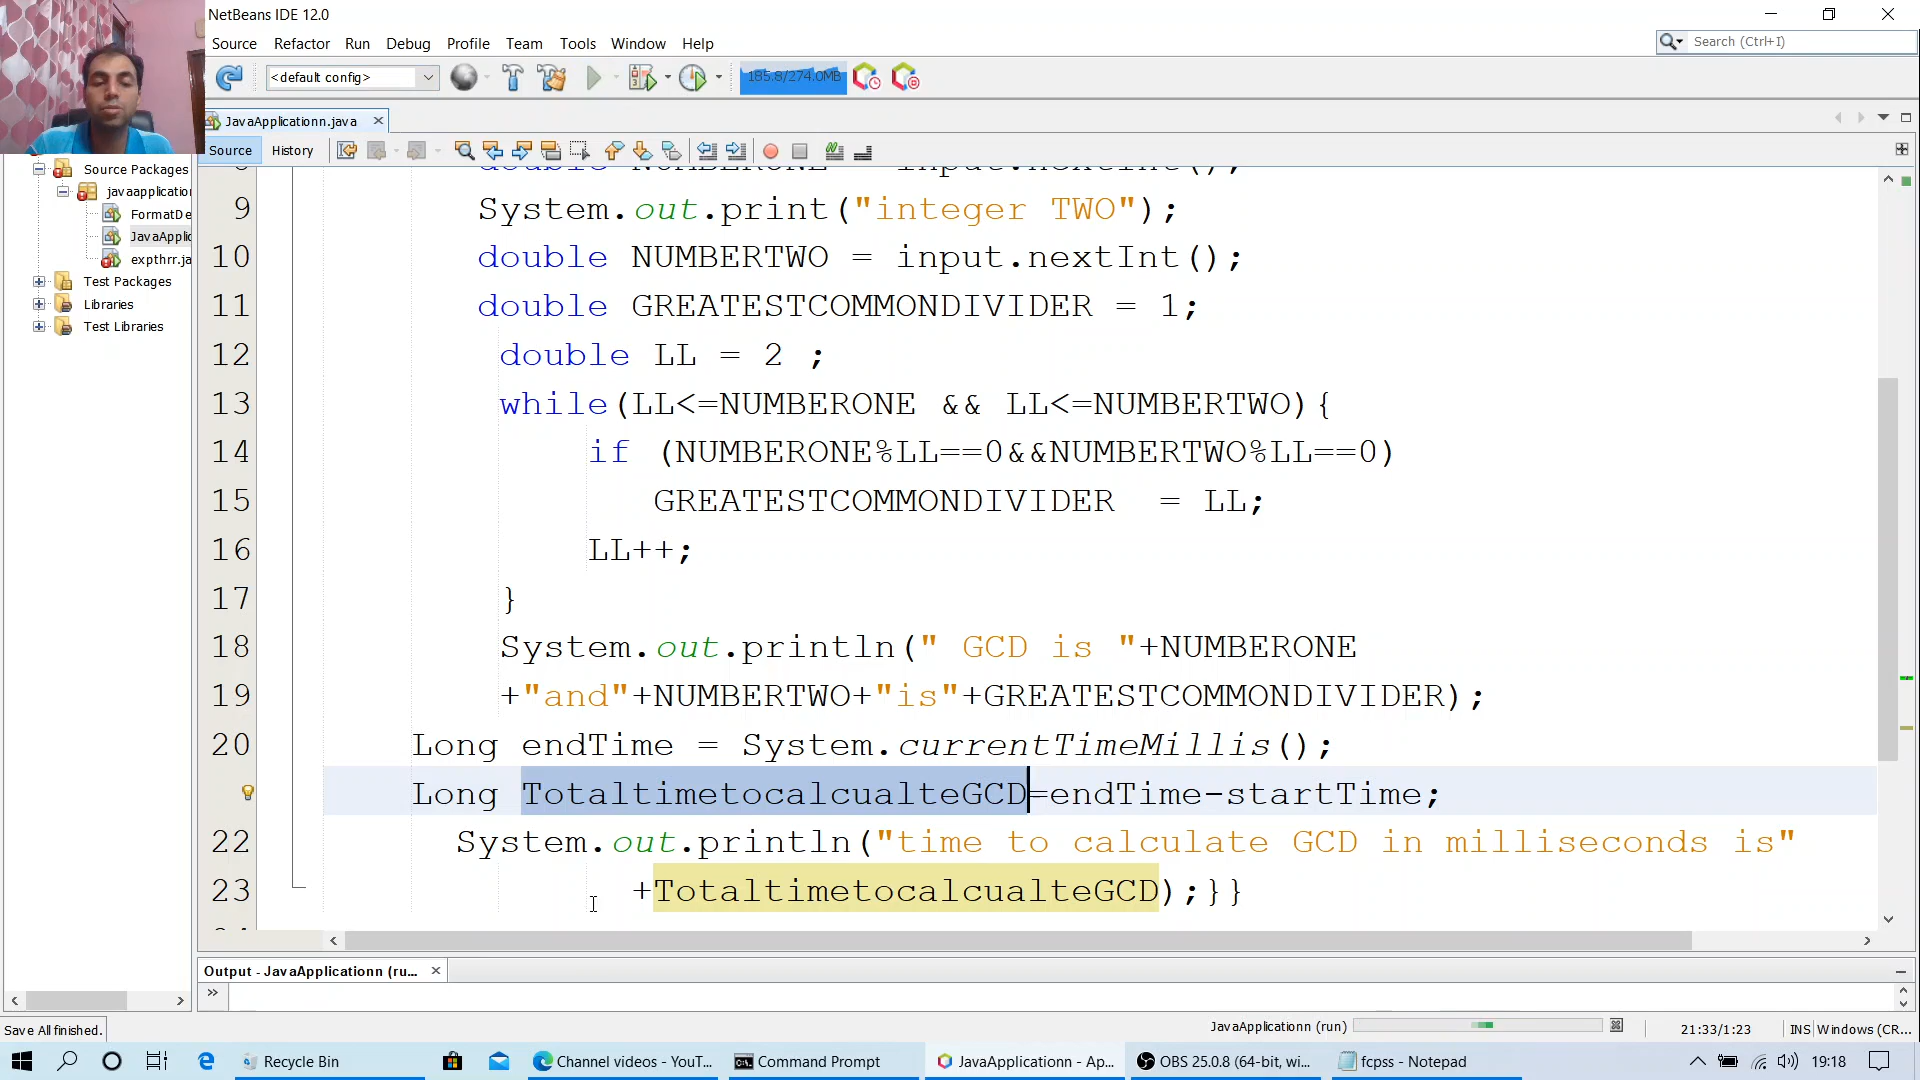 NetBeans IDE 12.0
Source Refactor Run Debug Profile Team Tools Window Help
Search (Ctrl+I)
<default config>
185.8/274.0MB
JavaApplicationn.java
Source History
Source Packages
javaapplication
FormatDe
JavaApplic
expthrr.ja
Test Packages
Libraries
Test Libraries
9 System.out.print("integer TWO");
10 double NUMBERTWO = input.nextInt();
11 double GREATESTCOMMONDIVIDER = 1;
12 double LL = 2 ;
13 while(LL<=NUMBERONE && LL<=NUMBERTWO){
14 if (NUMBERONE%LL==0&&NUMBERTWO%LL==0)
15 GREATESTCOMMONDIVIDER = LL;
16 LL++;
17 }
18 System.out.println(" GCD is "+NUMBERONE
19 +"and"+NUMBERTWO+"is"+GREATESTCOMMONDIVIDER);
20 Long endTime = System.currentTimeMillis();
Long TotaltimetocalcualteGCD=endTime-startTime;
22 System.out.println("time to calculate GCD in milliseconds is"
23 +TotaltimetocalcualteGCD);}}
Output - JavaApplicationn (ru...
Save All finished.
JavaApplicationn (run)
21:33/1:23
INS
Windows (CR...
Recycle Bin
Channel videos - YouT...
Command Prompt
JavaApplicationn - Ap...
OBS 25.0.8 (64-bit, wi...
fcpss - Notepad
19:18